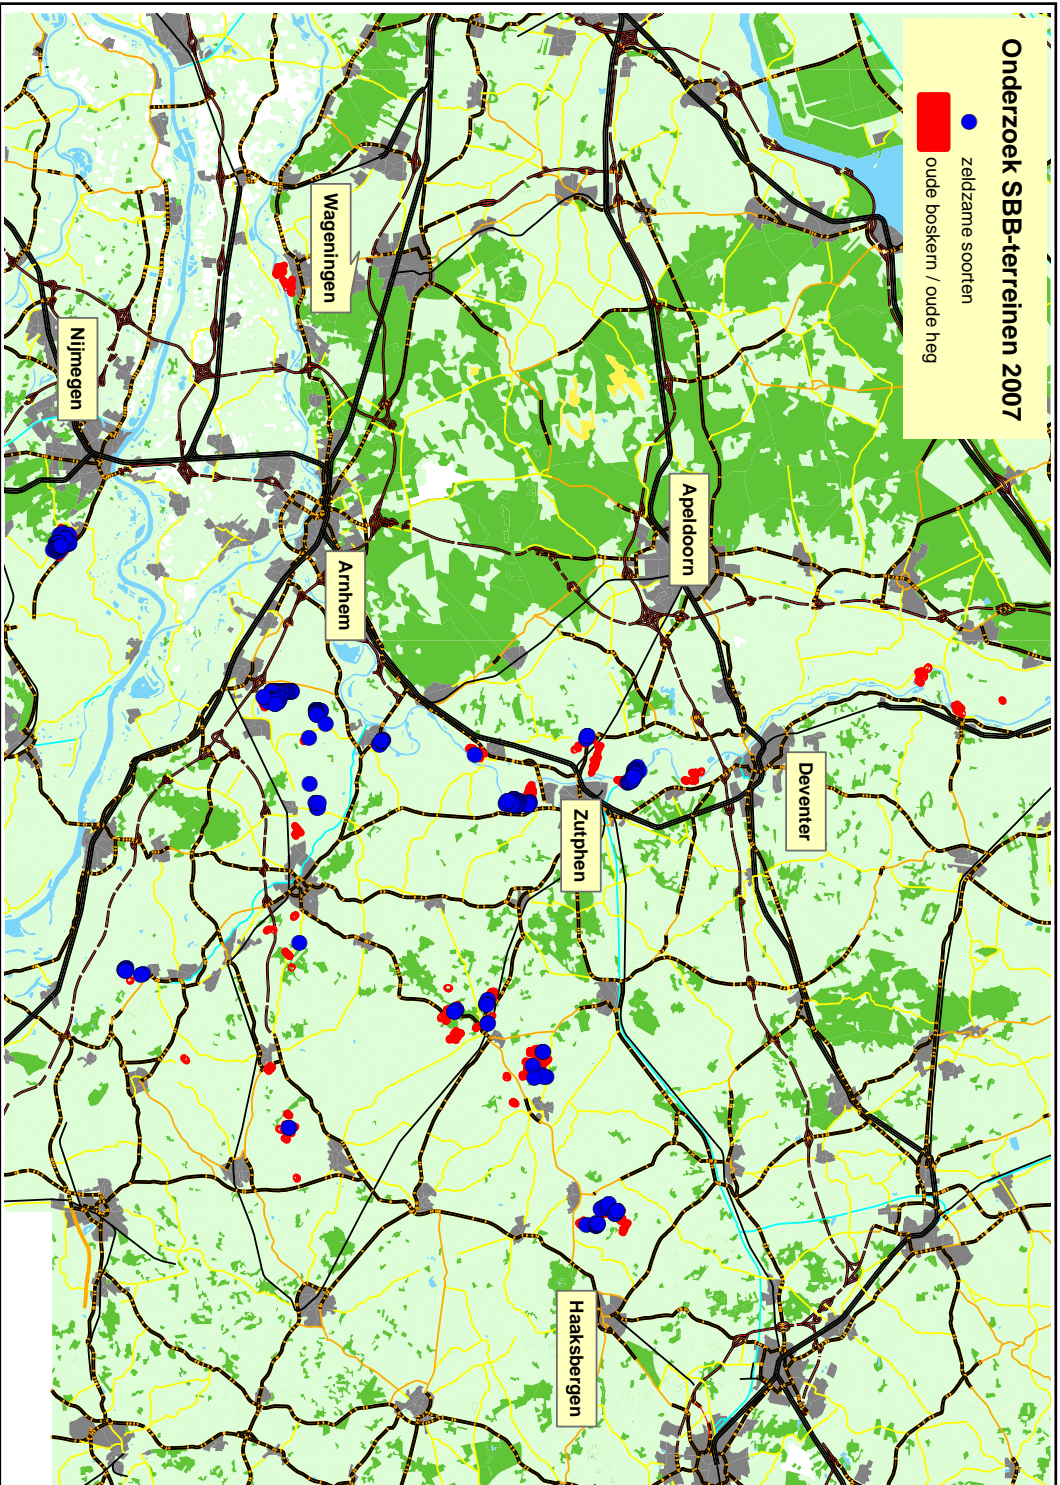 Onderzoek SBB-terreinen 2007
zeldzame soorten
oude boskern / oude heg
Wageningen
Nijmegen
Apeldoorn
Arnhem
Deventer
Zutphen
Haaksbergen